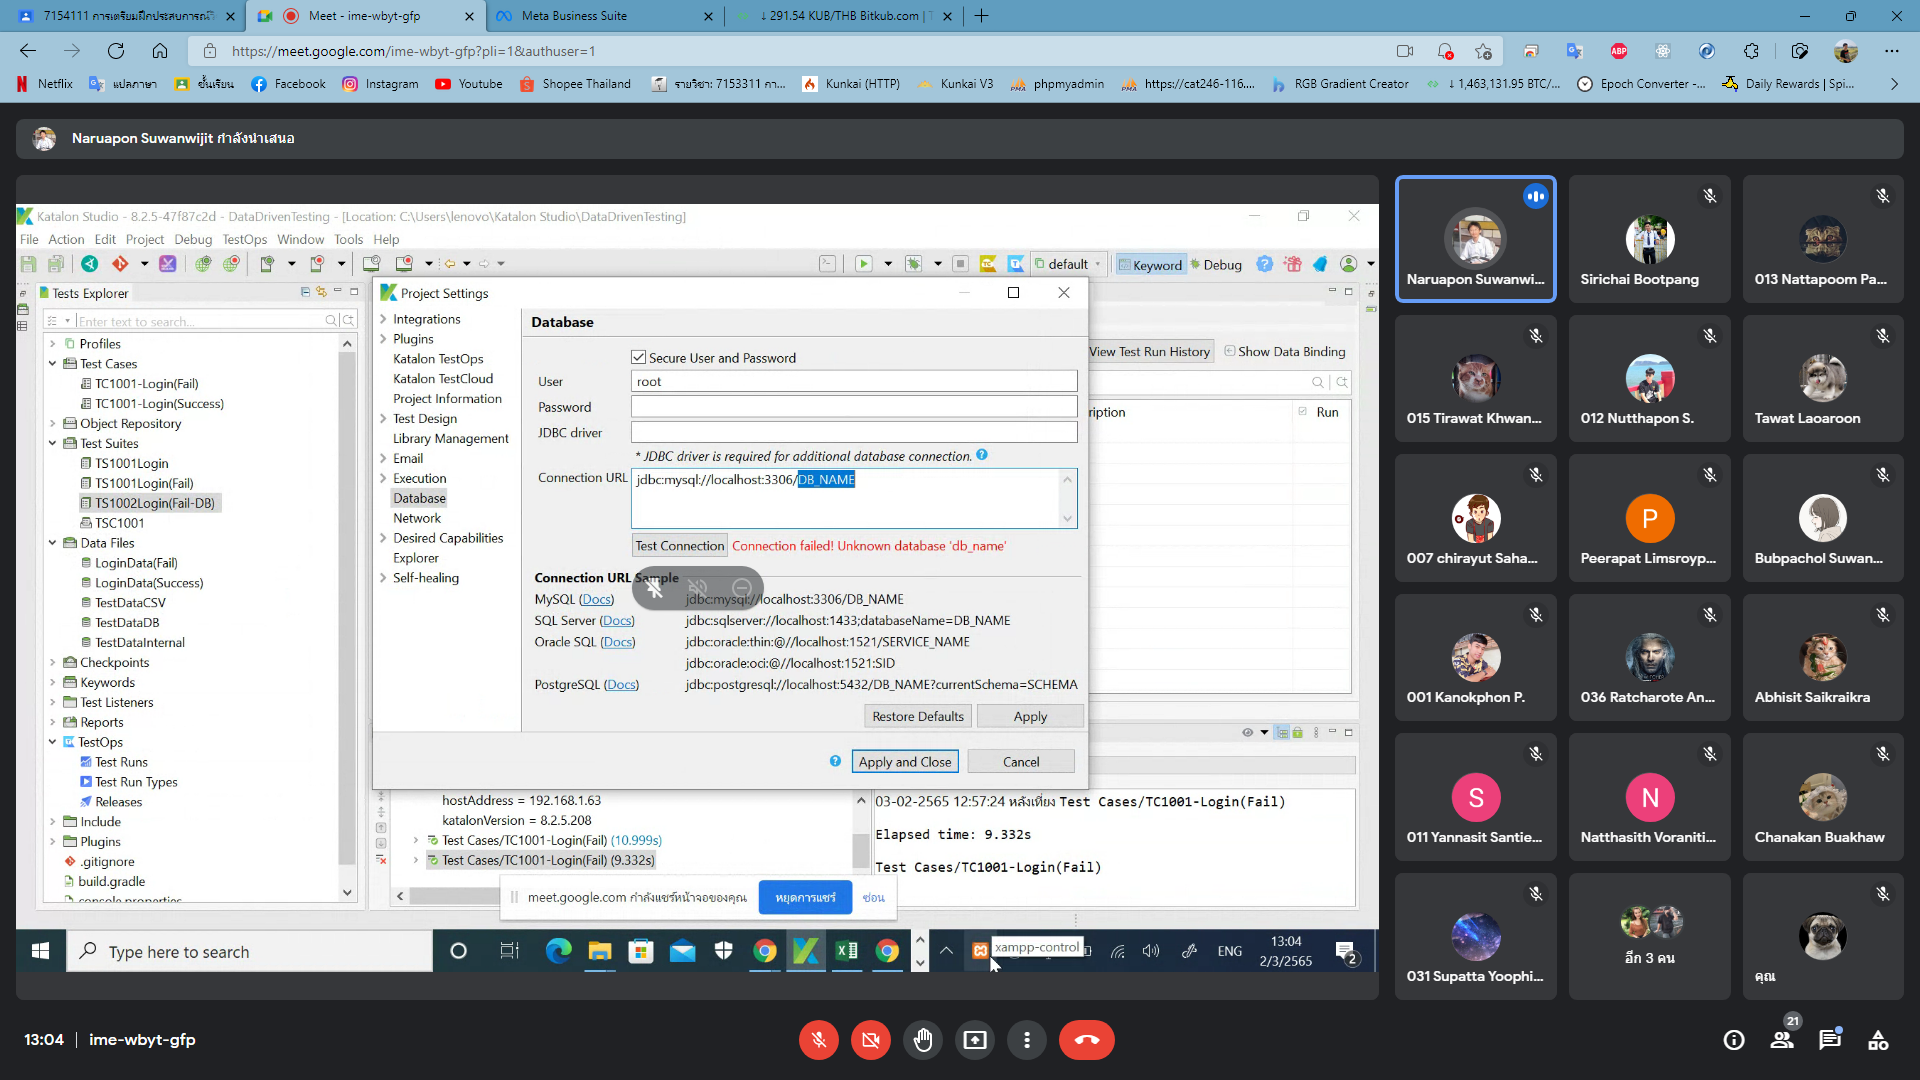 7154111 การเตรียมฝึกประสบการณ์วิ
Meet - ime-wbyt-gfp
Meta Business Suite
↓ 291.54 KUB/THB Bitkub.com | T
https://meet.google.com/ime-wbyt-gfp?pli=1&authuser=1
Netflix
แปลภาษา
ชั้นเรียน
Facebook
Instagram
Youtube
Shopee Thailand
รายวิชา: 7153311 กา...
Kunkai (HTTP)
Kunkai V3
phpmyadmin
https://cat246-116....
RGB Gradient Creator
↓ 1,463,131.95 BTC/...
Epoch Converter -...
Daily Rewards | Spi...
Naruapon Suwanwijit กำลังนำเสนอ
Katalon Studio - 8.2.5-47f87c2d - DataDrivenTesting - [Location: C:\Users\lenovo\Katalon Studio\DataDrivenTesting]
File Action Edit Project Debug TestOps Window Tools Help
default
Keyword
Debug
Tests Explorer
Enter text to search...
Profiles
Test Cases
TC1001-Login(Fail)
TC1001-Login(Success)
Object Repository
Test Suites
TS1001Login
TS1001Login(Fail)
TS1002Login(Fail-DB)
TSC1001
Data Files
LoginData(Fail)
LoginData(Success)
TestDataCSV
TestDataDB
TestDataInternal
Checkpoints
Keywords
Test Listeners
Reports
TestOps
Test Runs
Test Run Types
Releases
Include
Plugins
.gitignore
build.gradle
console.properties
Project Settings
Integrations
Plugins
Katalon TestOps
Katalon TestCloud
Project Information
Test Design
Library Management
Email
Execution
Database
Network
Desired Capabilities
Explorer
Self-healing
Database
Secure User and Password
User
root
Password
JDBC driver
* JDBC driver is required for additional database connection.
Connection URL
jdbc:mysql://localhost:3306/DB_NAME
Test Connection
Connection failed! Unknown database 'db_name'
Connection URL Sample
MySQL (Docs)
jdbc:mysql://localhost:3306/DB_NAME
SQL Server (Docs)
jdbc:sqlserver://localhost:1433;databaseName=DB_NAME
Oracle SQL (Docs)
jdbc:oracle:thin:@//localhost:1521/SERVICE_NAME
jdbc:oracle:oci:@//localhost:1521:SID
PostgreSQL (Docs)
jdbc:postgresql://localhost:5432/DB_NAME?currentSchema=SCHEMA
Restore Defaults
Apply
Apply and Close
Cancel
View Test Run History
Show Data Binding
ription
Run
hostAddress = 192.168.1.63
katalonVersion = 8.2.5.208
Test Cases/TC1001-Login(Fail) (10.999s)
Test Cases/TC1001-Login(Fail) (9.332s)
03-02-2565 12:57:24 หลังเที่ยง Test Cases/TC1001-Login(Fail)
Elapsed time: 9.332s
Test Cases/TC1001-Login(Fail)
meet.google.com กำลังแชร์หน้าจอของคุณ
หยุดการแชร์
ซ่อน
Type here to search
xampp-control
ENG
13:04
2/3/2565
2
Naruapon Suwanwi...
Sirichai Bootpang
013 Nattapoom Pa...
015 Tirawat Khwan...
012 Nutthapon S.
Tawat Laoaroon
007 chirayut Saha...
P
Peerapat Limsroyp...
Bubpachol Suwan...
001 Kanokphon P.
036 Ratcharote An...
Abhisit Saikraikra
S
011 Yannasit Santie...
N
Natthasith Voraniti...
Chanakan Buakhaw
031 Supatta Yoophi...
อีก 3 คน
คุณ
13:04
ime-wbyt-gfp
21